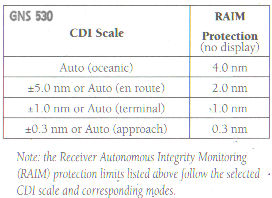 GNS 530
CDI Scale
RAIM
Protection
(no display)
Auto (oceanic) 4.0 nm
±5.0 nm or Auto (en route) 2.0 nm
±1.0 nm or Auto (terminal) 1.0 nm
±0.3 nm or Auto (approach) 0.3 nm
Note: the Receiver Autonomous Integrity Monitoring
(RAIM) protection limits listed above follow the selected
CDI scale and corresponding modes.